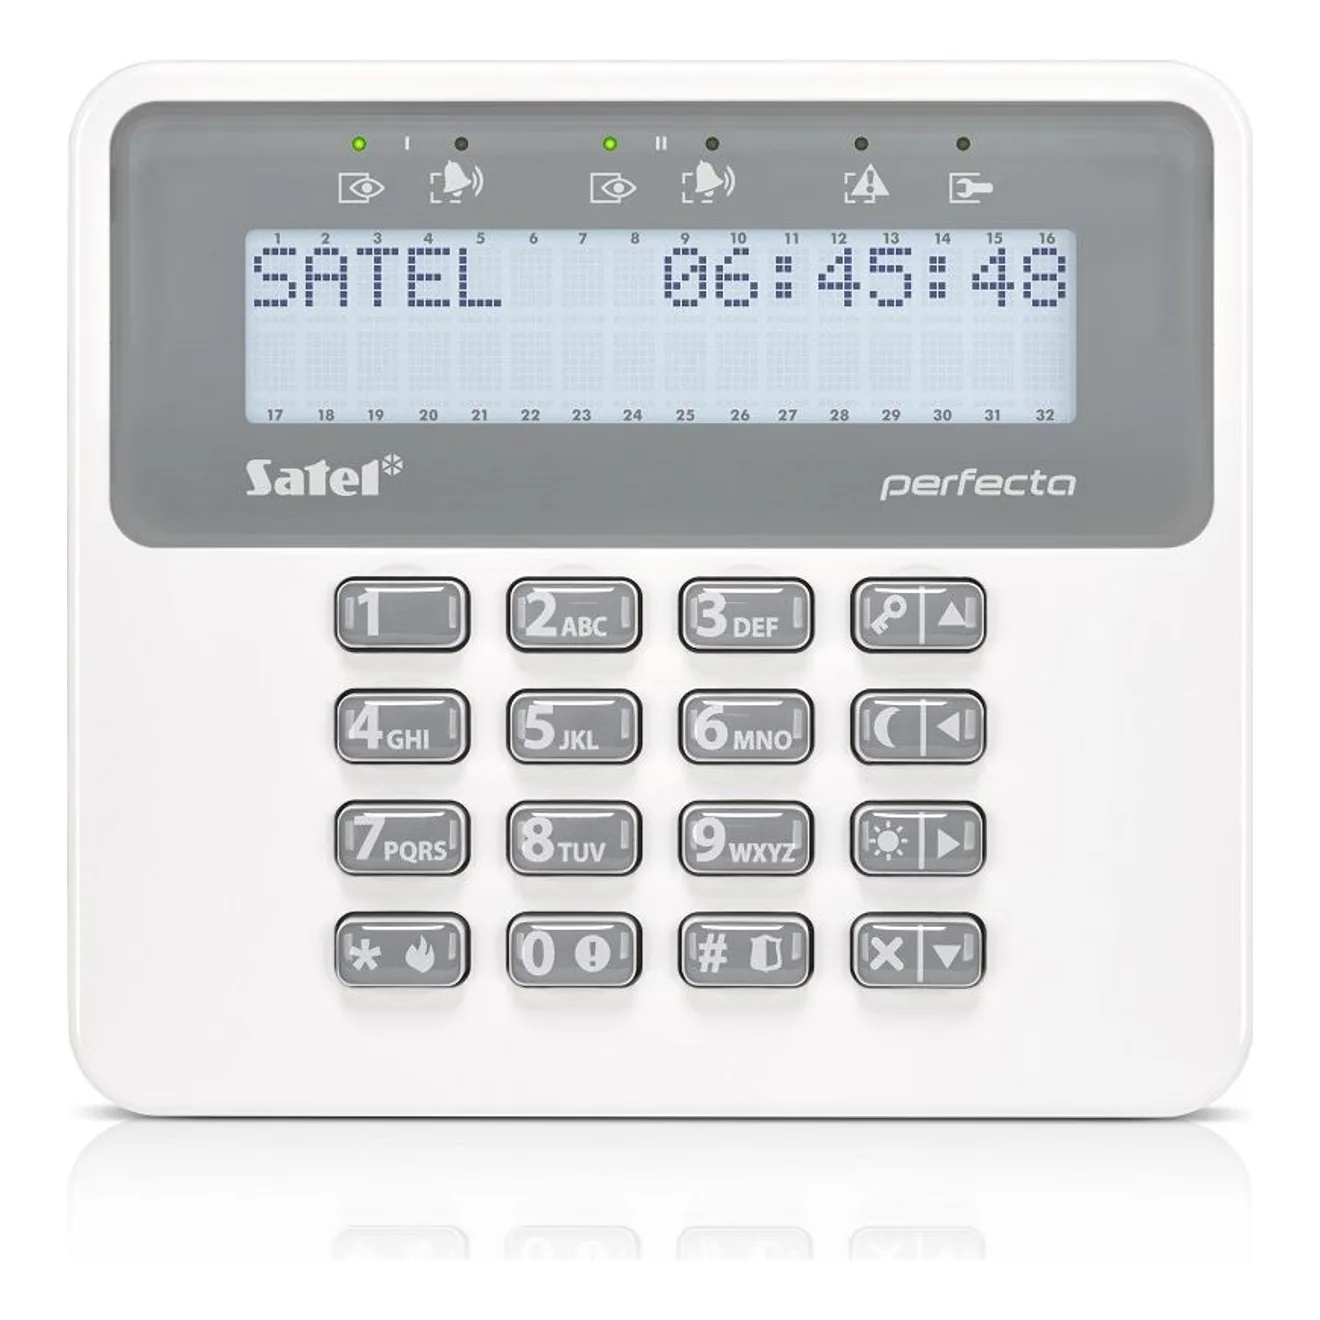 I II
1 2 3 4 5 6 7 8 9 10 11 12 13 14 15 16
SATEL 06:45:48
17 18 19 20 21 22 23 24 25 26 27 28 29 30 31 32
Satel* perfecta
1 2 ABC 3 DEF
4 GHI 5 JKL 6 MNO
7 PQRS 8 TUV 9 WXYZ
* 0 #